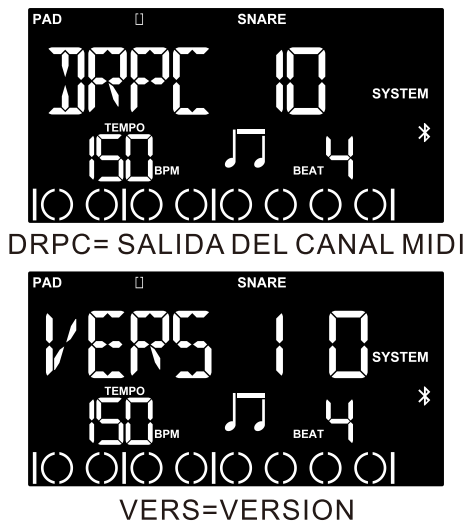 PAD SNARE
DRPC 10
SYSTEM
TEMPO
150 BPM BEAT 4
DRPC= SALIDA DEL CANAL MIDI
PAD SNARE
VERS 1 0
SYSTEM
TEMPO
150 BPM BEAT 4
VERS=VERSION